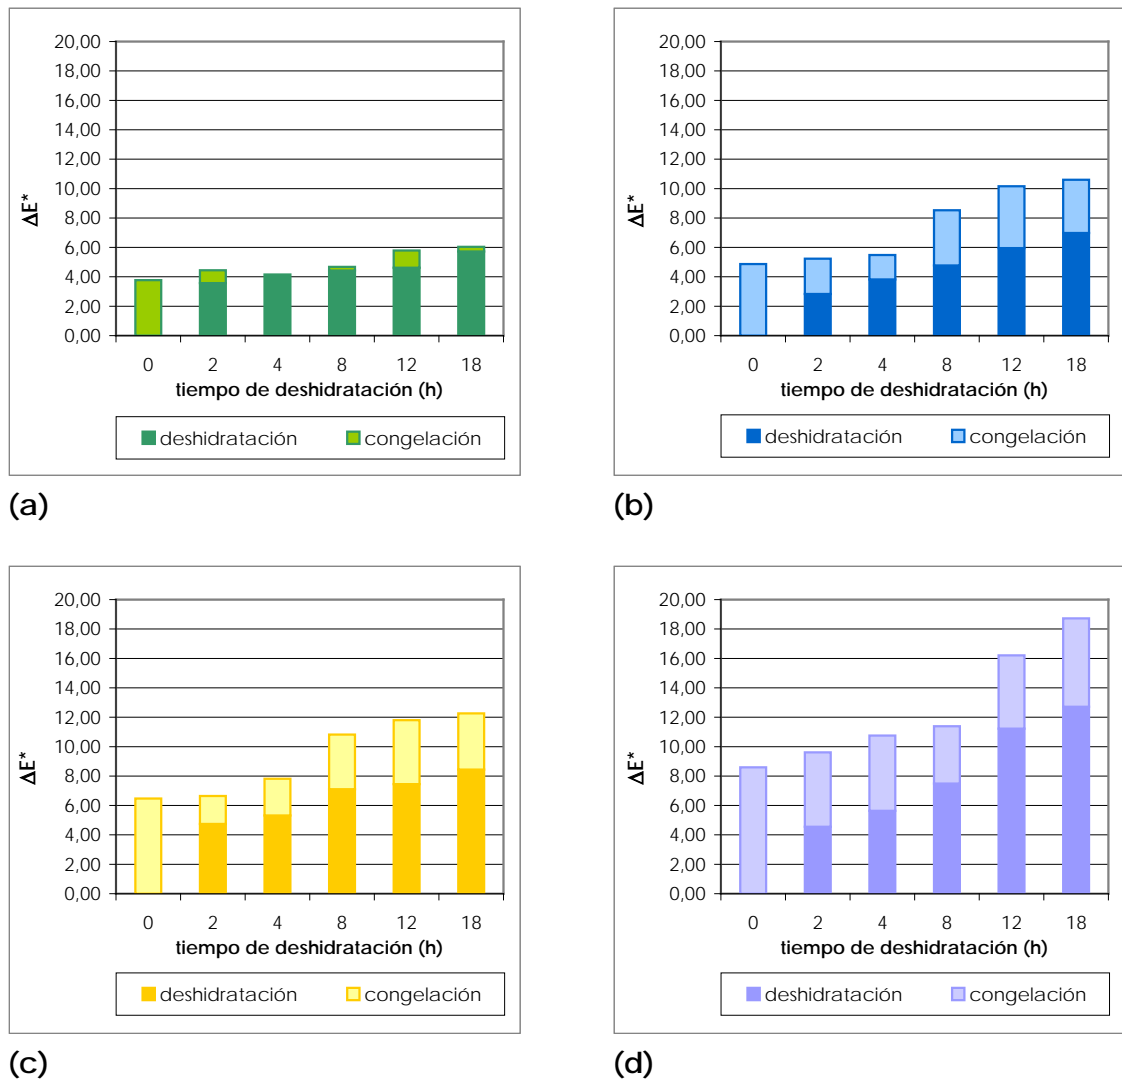 20,00
18,00
16,00
14,00
12,00
10,00
8,00
6,00
4,00
2,00
0,00
ΔE*
0 2 4 8 12 18
tiempo de deshidratación (h)
deshidratación congelación
(a)
20,00
18,00
16,00
14,00
12,00
10,00
8,00
6,00
4,00
2,00
0,00
ΔE*
0 2 4 8 12 18
tiempo de deshidratación (h)
deshidratación congelación
(b)
20,00
18,00
16,00
14,00
12,00
10,00
8,00
6,00
4,00
2,00
0,00
ΔE*
0 2 4 8 12 18
tiempo de deshidratación (h)
deshidratación congelación
(c)
20,00
18,00
16,00
14,00
12,00
10,00
8,00
6,00
4,00
2,00
0,00
ΔE*
0 2 4 8 12 18
tiempo de deshidratación (h)
deshidratación congelación
(d)